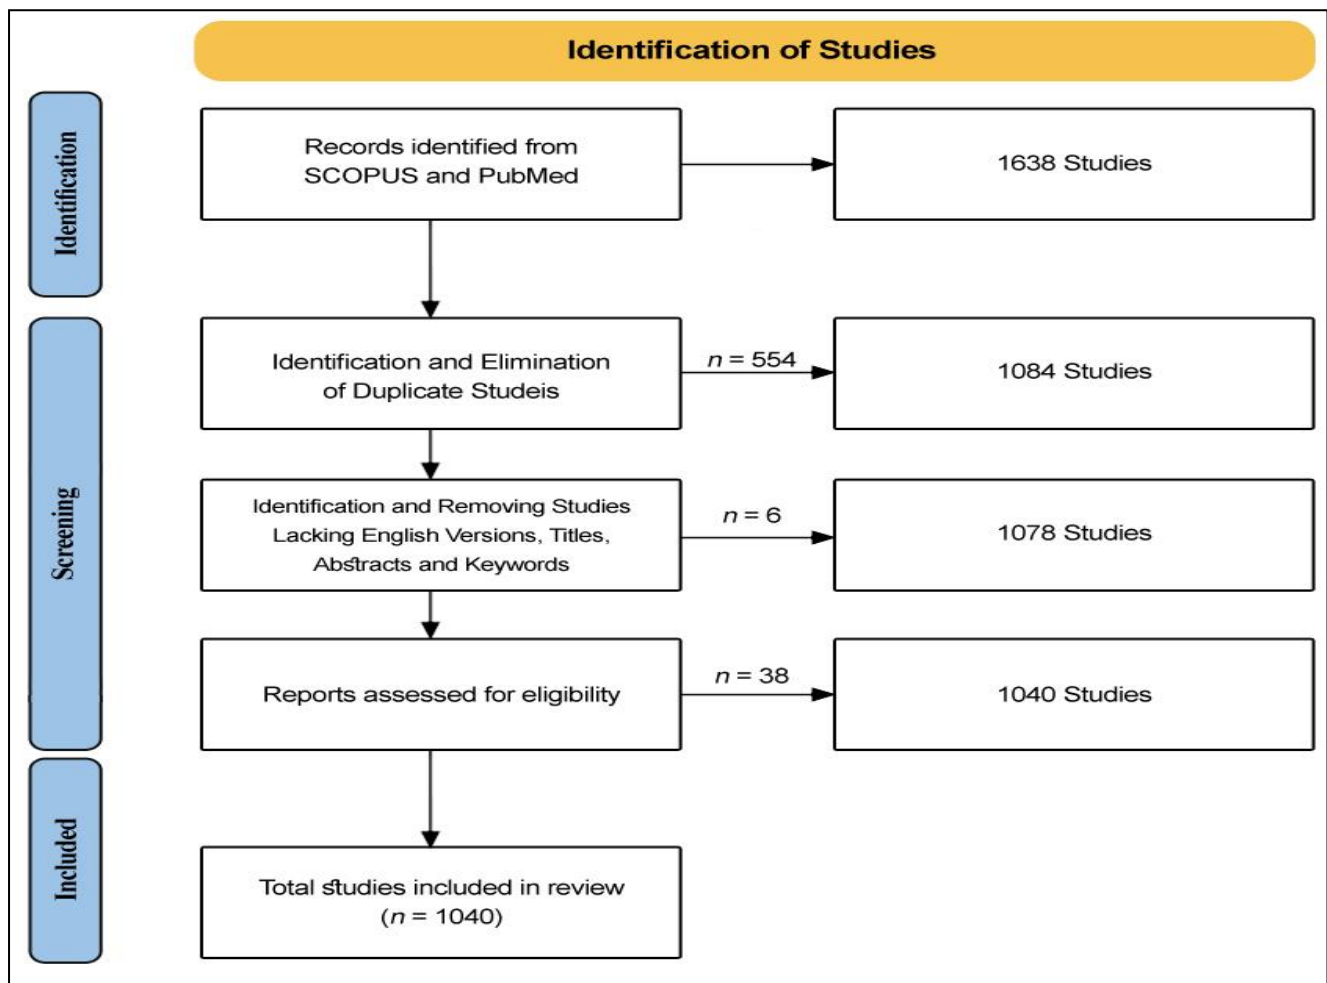 Identification of Studies
Identification
Records identified from
SCOPUS and PubMed
1638 Studies
Screening
Identification and Elimination
of Duplicate Studeis
n = 554
1084 Studies
Identification and Removing Studies
Lacking English Versions, Titles,
Abstracts and Keywords
n = 6
1078 Studies
Reports assessed for eligibility
n = 38
1040 Studies
Included
Total studies included in review
(n = 1040)